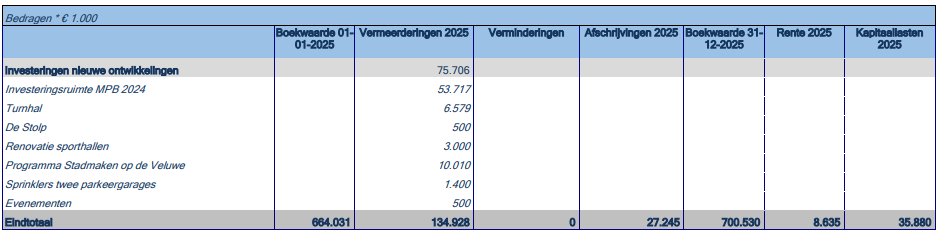 Bedragen * € 1.000
Boekwaarde 01-01-2025 Vermeerderingen 2025 Verminderingen Afschrijvingen 2025 Boekwaarde 31-12-2025 Rente 2025 Kapitaallasten 2025
Investeringen nieuwe ontwikkelingen 75.706
Investeringsruimte MPB 2024 53.717
Turnhal 6.579
De Stolp 500
Renovatie sporthallen 3.000
Programma Stadmaken op de Veluwe 10.010
Sprinklers twee parkeergarages 1.400
Evenementen 500
Eindtotaal 664.031 134.928 0 27.245 700.530 8.635 35.880